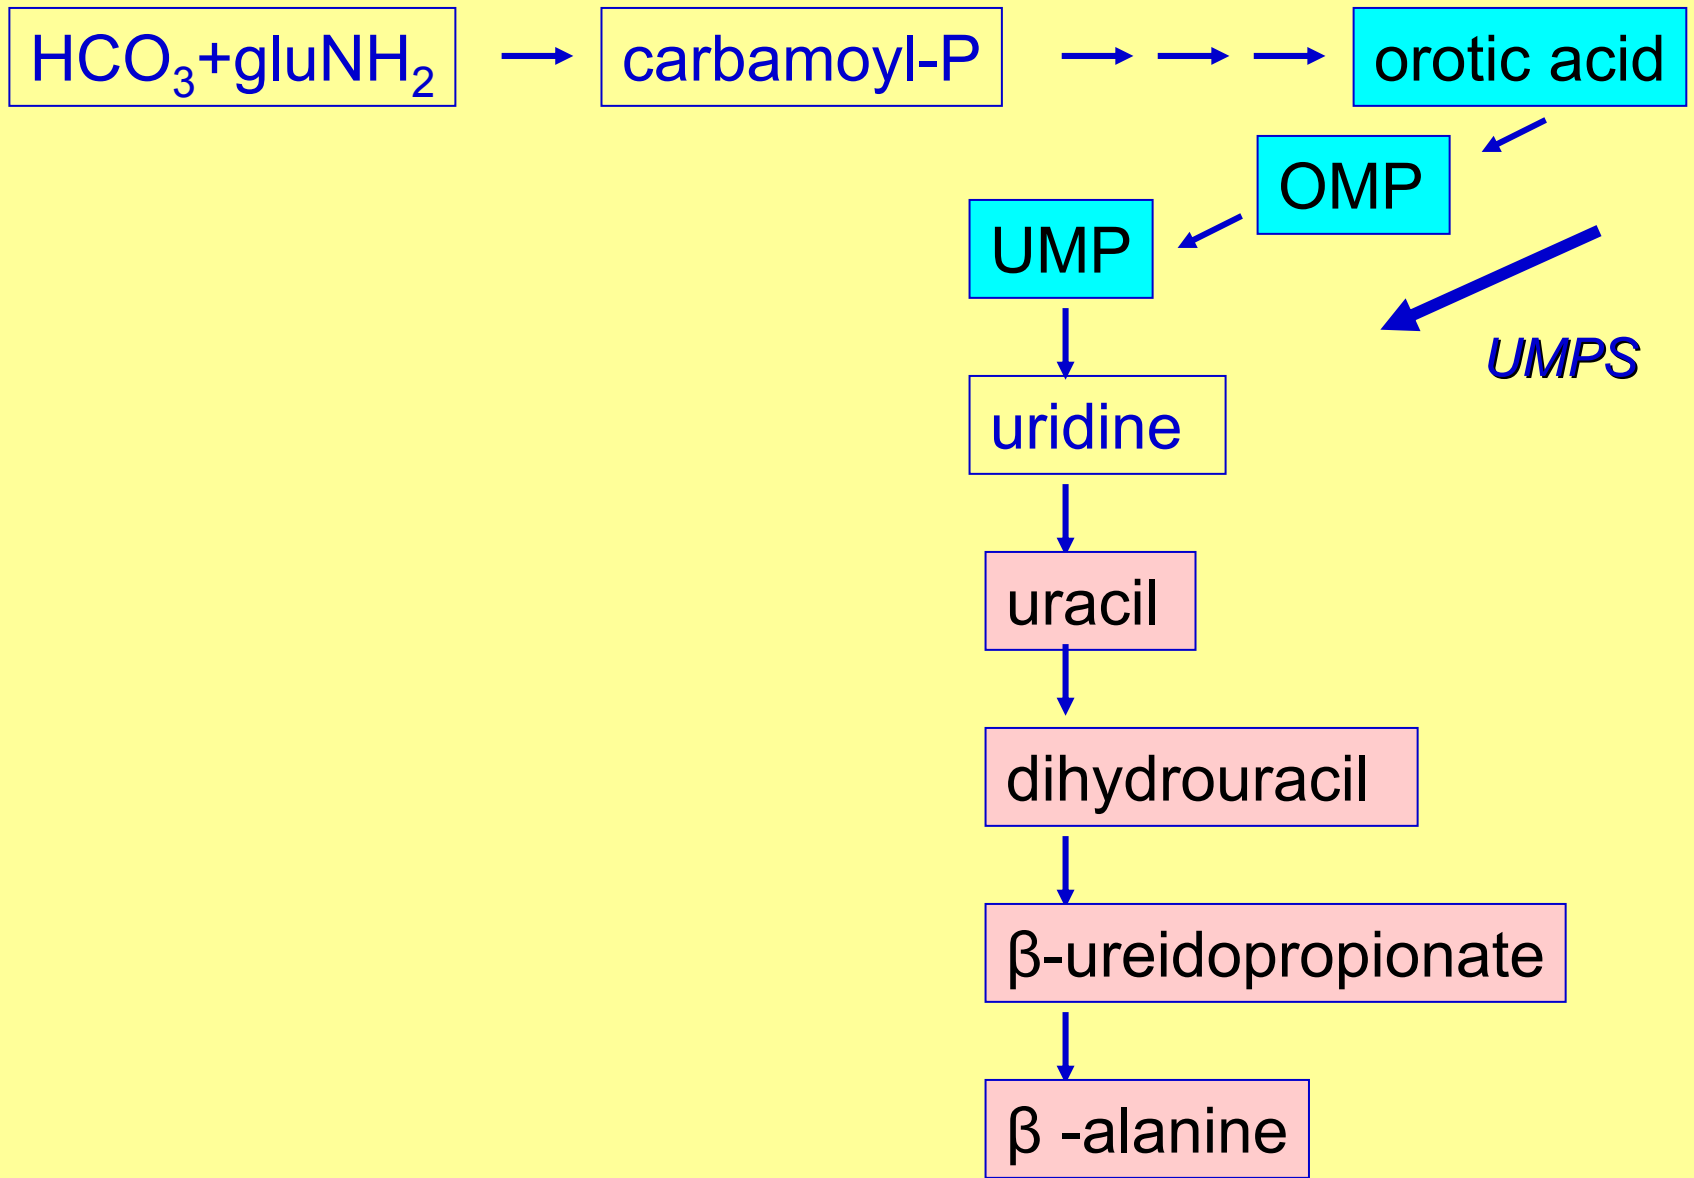 HCO₃+gluNH₂
carbamoyl-P
orotic acid
OMP
UMP
UMPS
uridine
uracil
dihydrouracil
β-ureidopropionate
β -alanine